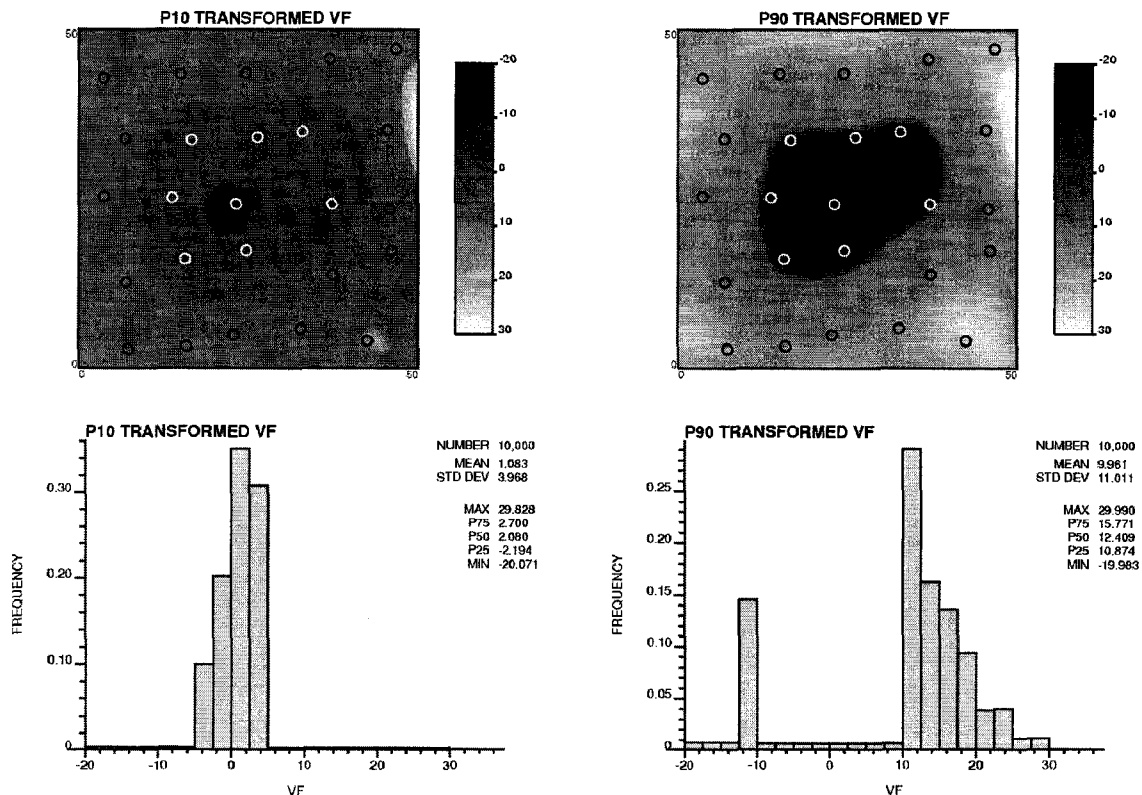 P10 TRANSFORMED VF
50
0
0
50
-20
-10
0
10
20
30
P90 TRANSFORMED VF
50
0
0
50
-20
-10
0
10
20
30
P10 TRANSFORMED VF
NUMBER 10,000
MEAN 1.083
STD DEV 3.968
MAX 29.828
P75 2.700
P50 2.080
P25 -2.194
MIN -20.071
FREQUENCY
0.30
0.20
0.10
0
-20
-10
0
10
20
30
VF
P90 TRANSFORMED VF
NUMBER 10,000
MEAN 9.961
STD DEV 11.011
MAX 29.990
P75 15.771
P50 12.409
P25 10.874
MIN -19.983
FREQUENCY
0.25
0.20
0.15
0.10
0.05
0
-20
-10
0
10
20
30
VF